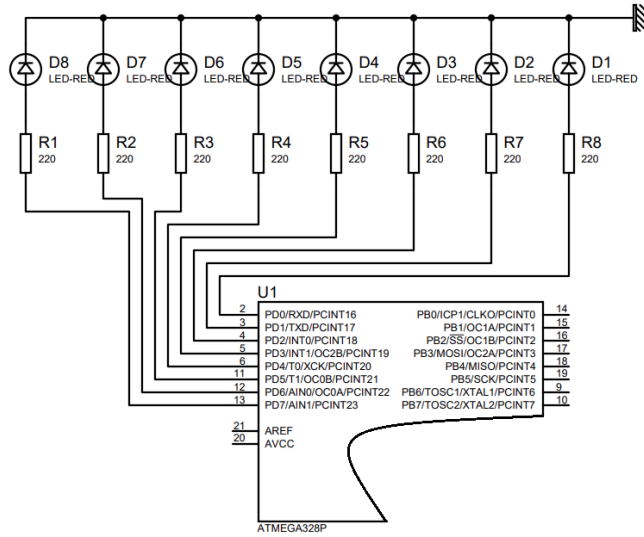 D8 D7 D6 D5 D4 D3 D2 D1
LED-RED LED-RED LED-RED LED-RED LED-RED LED-RED LED-RED LED-RED
R1 R2 R3 R4 R5 R6 R7 R8
220 220 220 220 220 220 220 220
U1
2 PD0/RXD/PCINT16 PB0/ICP1/CLKO/PCINT0 14
3 PD1/TXD/PCINT17 PB1/OC1A/PCINT1 15
4 PD2/INT0/PCINT18 PB2/SS/OC1B/PCINT2 16
5 PD3/INT1/OC2B/PCINT19 PB3/MOSI/OC2A/PCINT3 17
6 PD4/T0/XCK/PCINT20 PB4/MISO/PCINT4 18
11 PD5/T1/OC0B/PCINT21 PB5/SCK/PCINT5 19
12 PD6/AIN0/OC0A/PCINT22 PB6/TOSC1/XTAL1/PCINT6 9
13 PD7/AIN1/PCINT23 PB7/TOSC2/XTAL2/PCINT7 10
21 AREF
20 AVCC
ATMEGA328P